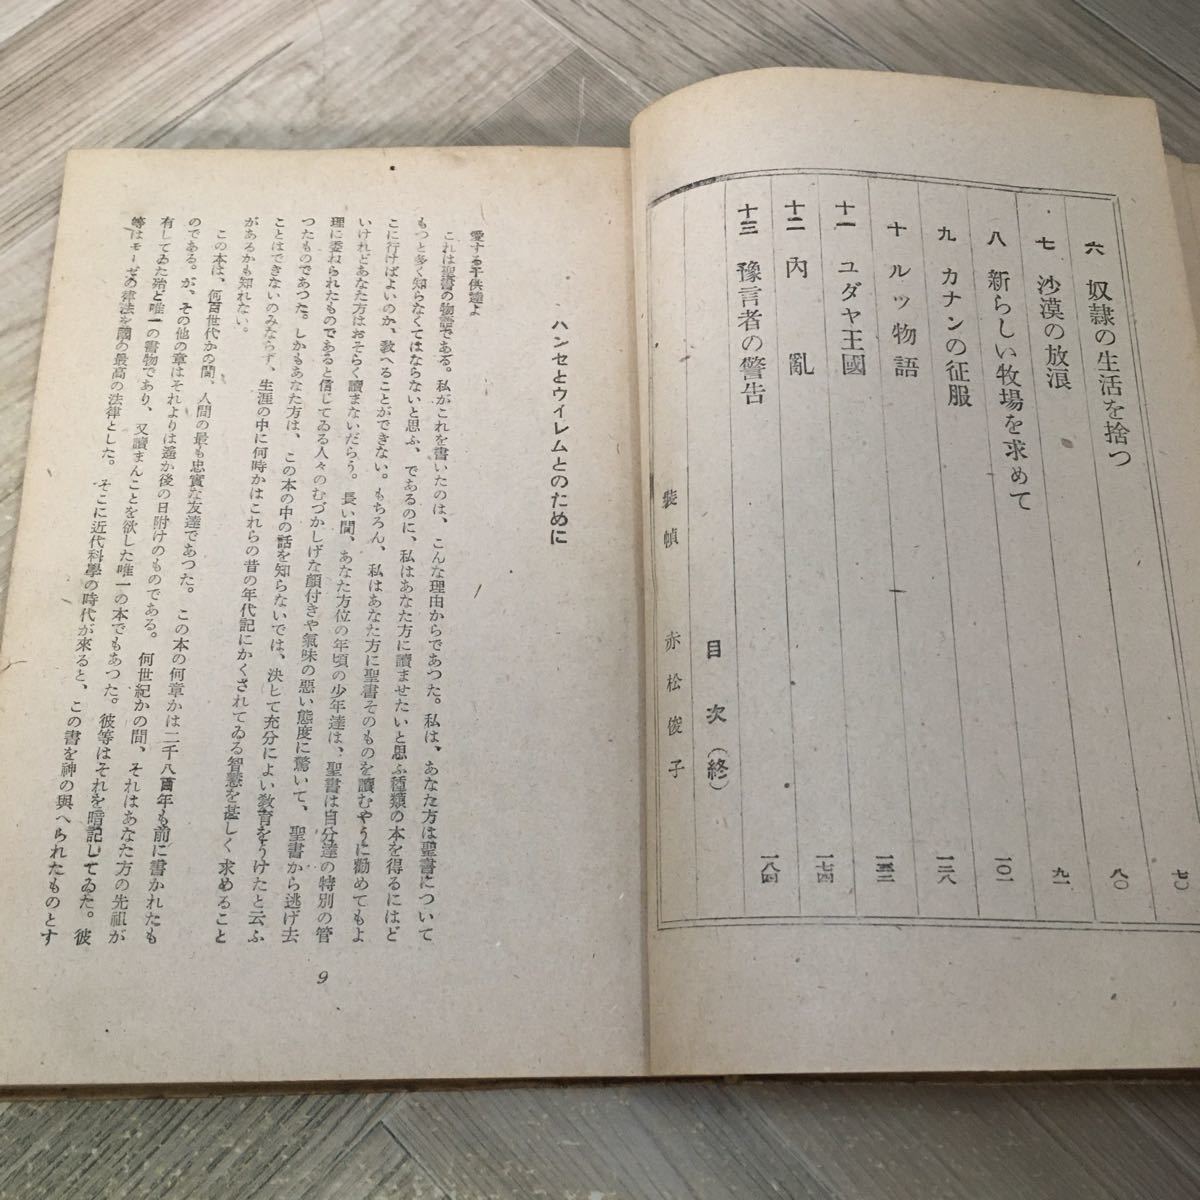 七〇
六 奴隷の生活を捨つ 八〇
七 沙漠の放浪 九一
八 新らしい牧場を求めて 一〇一
九 カナンの征服 一二八
十 ルツ物語
十一 ユダヤ王國
十二 內亂 一七四
十三 豫言者の警告 一八四
目次(終)
裝幀 赤松俊子
ハンセとウイレムとのために
愛する子供達よ
これは聖書の物語である。私がこれを書いたのは、こんな理由からであつた。私は、あなた方は聖書について
もつと多く知らなくてはならないと思ふ、であるのに、私はあなた方に讀ませたいと思ふ種類の本を得るにはど
こに行けばよいのか、敎へることができない。もちろん、私はあなた方に聖書そのものを讀むやうに勸めてもよ
いけれどあなた方はおそらく讀まないだらう。長い間、あなた方位の年頃の少年達は、聖書は自分達の特別の管
理に委ねられたものであると信じてゐる人々のむづかしげな顏付きや氣味の惡い態度に驚いて、聖書から逃げ去
つたものであつた。しかもあなた方は、この本の中の話を知らないでは、決して充分によい敎育をうけたと云ふ
ことはできないのみならず、生涯の中に何時かはこれらの昔の年代記にかくされてゐる智慧を甚しく求めること
があるかも知れない。
この本は、何百世代かの間、人間の最も忠實な友達であつた。この本の何章かは二千八百年も前に書かれたも
のである。が、その他の章はそれよりは遙か後の日附けのものである。何世紀かの間、それはあなた方の先祖が
有してゐた殆ど唯一の書物であり、又讀まんことを欲した唯一の本でもあつた。彼等はそれを暗記してゐた。彼
等はモーゼの律法を國の最高の法律とした。そこに近代科學の時代が來ると、この書を神の與へられたものとす
9